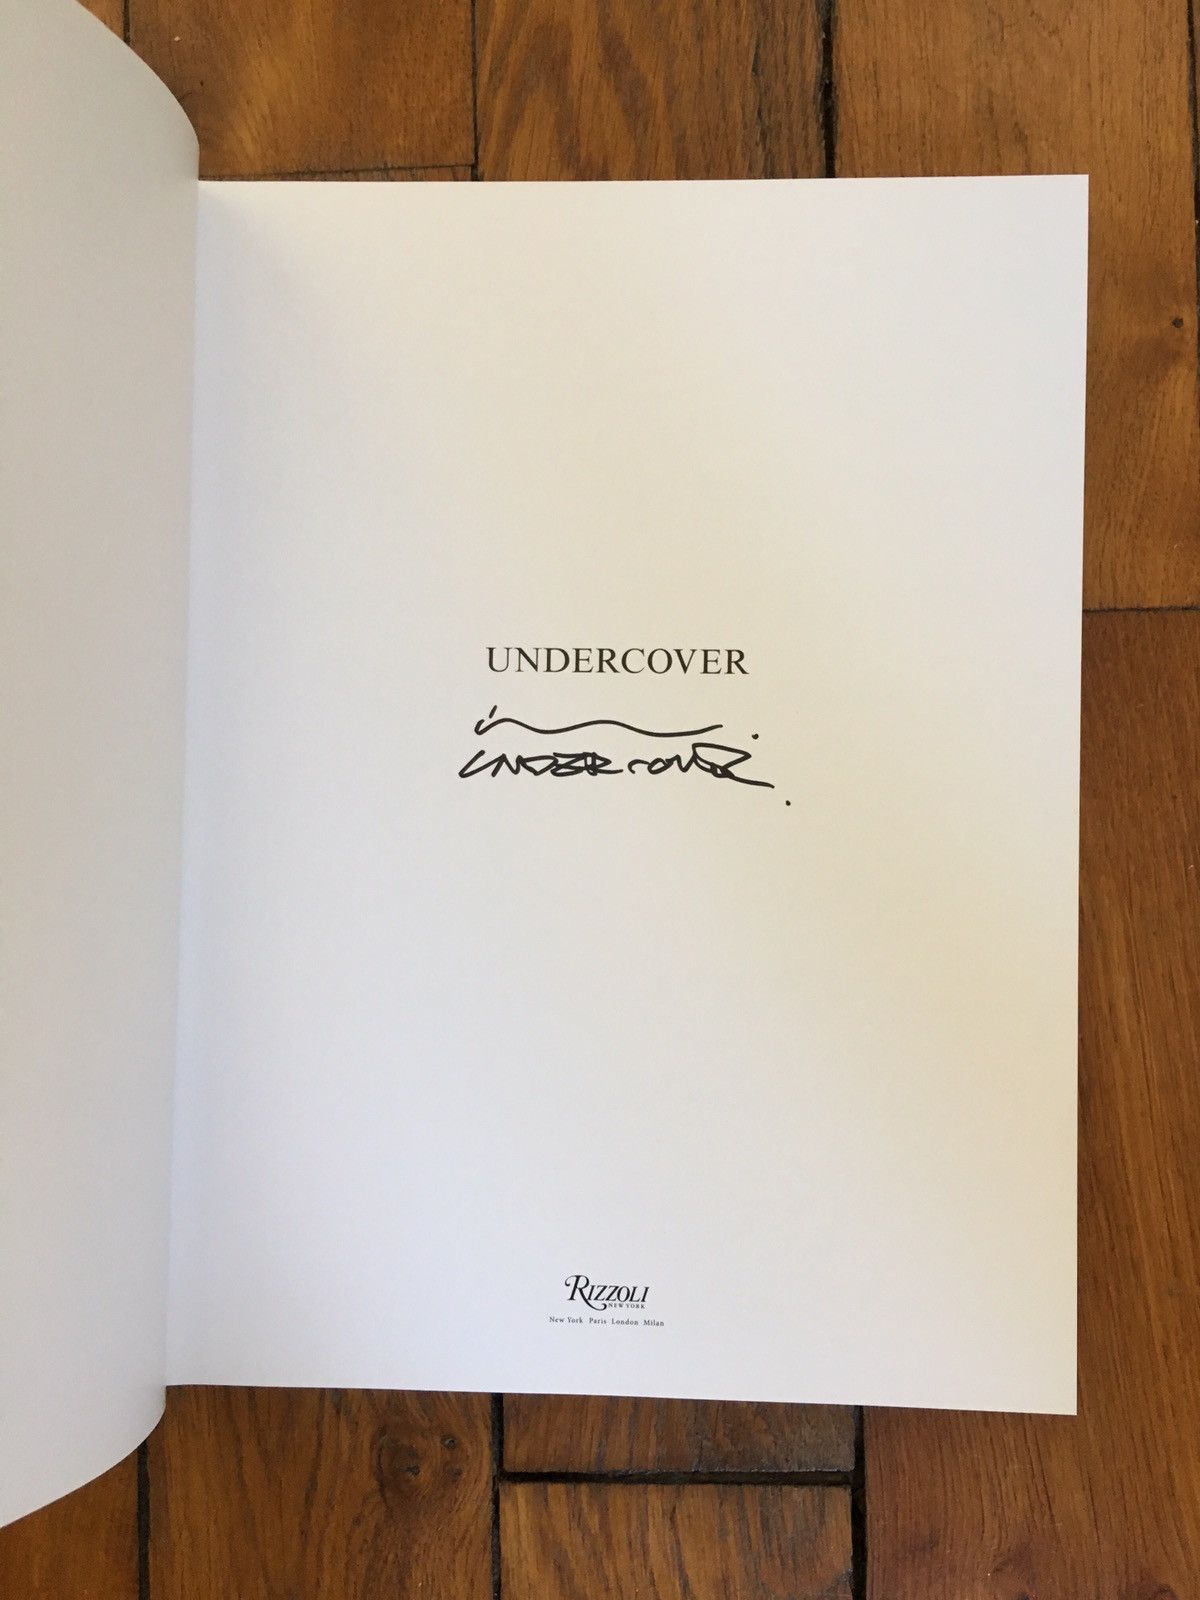 UNDERCOVER
UNDERCOVER
RIZZOLI
NEW YORK
New York Paris London Milan